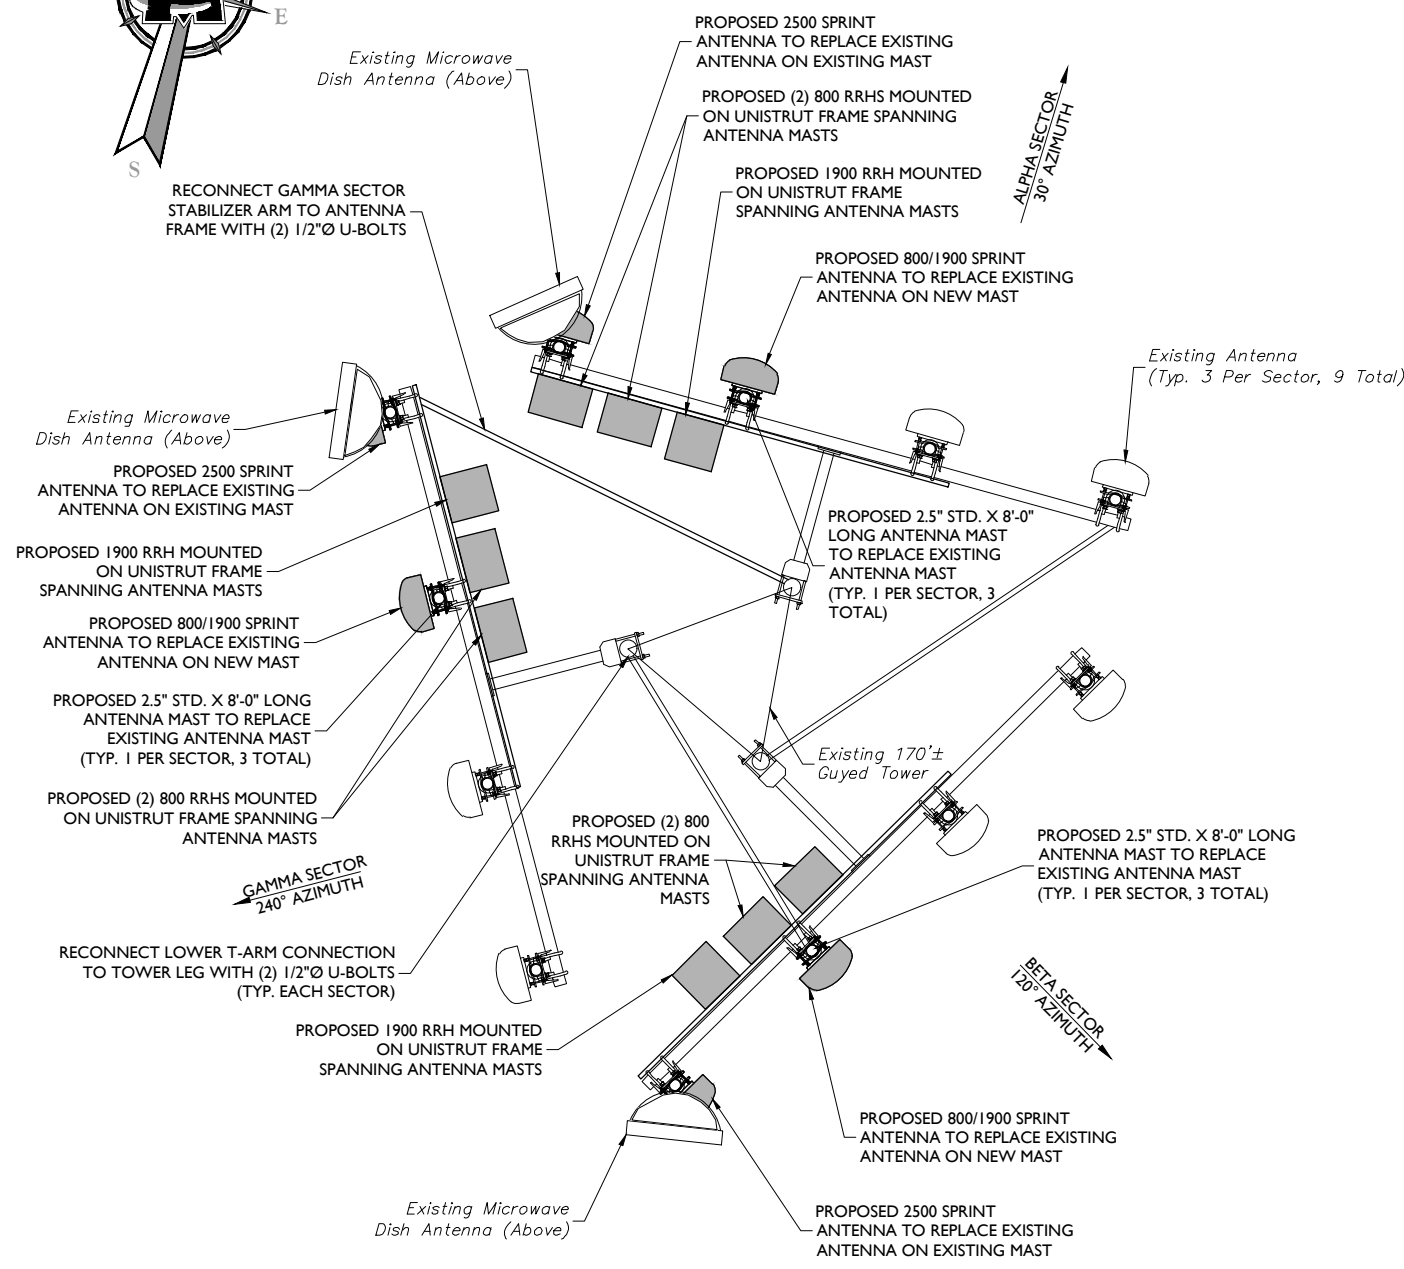 E
S
PROPOSED 2500 SPRINT
ANTENNA TO REPLACE EXISTING
ANTENNA ON EXISTING MAST
Existing Microwave
Dish Antenna (Above)
PROPOSED (2) 800 RRHS MOUNTED
ON UNISTRUT FRAME SPANNING
ANTENNA MASTS
ALPHA SECTOR
30° AZIMUTH
PROPOSED 1900 RRH MOUNTED
ON UNISTRUT FRAME
SPANNING ANTENNA MASTS
RECONNECT GAMMA SECTOR
STABILIZER ARM TO ANTENNA
FRAME WITH (2) 1/2"Ø U-BOLTS
PROPOSED 800/1900 SPRINT
ANTENNA TO REPLACE EXISTING
ANTENNA ON NEW MAST
Existing Antenna
(Typ. 3 Per Sector, 9 Total)
Existing Microwave
Dish Antenna (Above)
PROPOSED 2500 SPRINT
ANTENNA TO REPLACE EXISTING
ANTENNA ON EXISTING MAST
PROPOSED 2.5" STD. X 8'-0"
LONG ANTENNA MAST
TO REPLACE EXISTING
ANTENNA MAST
(TYP. 1 PER SECTOR, 3
TOTAL)
PROPOSED 1900 RRH MOUNTED
ON UNISTRUT FRAME
SPANNING ANTENNA MASTS
PROPOSED 800/1900 SPRINT
ANTENNA TO REPLACE EXISTING
ANTENNA ON NEW MAST
PROPOSED 2.5" STD. X 8'-0" LONG
ANTENNA MAST TO REPLACE
EXISTING ANTENNA MAST
(TYP. 1 PER SECTOR, 3 TOTAL)
Existing 170'±
Guyed Tower
PROPOSED (2) 800 RRHS MOUNTED
ON UNISTRUT FRAME SPANNING
ANTENNA MASTS
PROPOSED (2) 800
RRHS MOUNTED ON
UNISTRUT FRAME
SPANNING ANTENNA
MASTS
PROPOSED 2.5" STD. X 8'-0" LONG
ANTENNA MAST TO REPLACE
EXISTING ANTENNA MAST
(TYP. 1 PER SECTOR, 3 TOTAL)
GAMMA SECTOR
240° AZIMUTH
RECONNECT LOWER T-ARM CONNECTION
TO TOWER LEG WITH (2) 1/2"Ø U-BOLTS
(TYP. EACH SECTOR)
BETA SECTOR
120° AZIMUTH
PROPOSED 1900 RRH MOUNTED
ON UNISTRUT FRAME
SPANNING ANTENNA MASTS
PROPOSED 800/1900 SPRINT
ANTENNA TO REPLACE EXISTING
ANTENNA ON NEW MAST
Existing Microwave
Dish Antenna (Above)
PROPOSED 2500 SPRINT
ANTENNA TO REPLACE EXISTING
ANTENNA ON EXISTING MAST